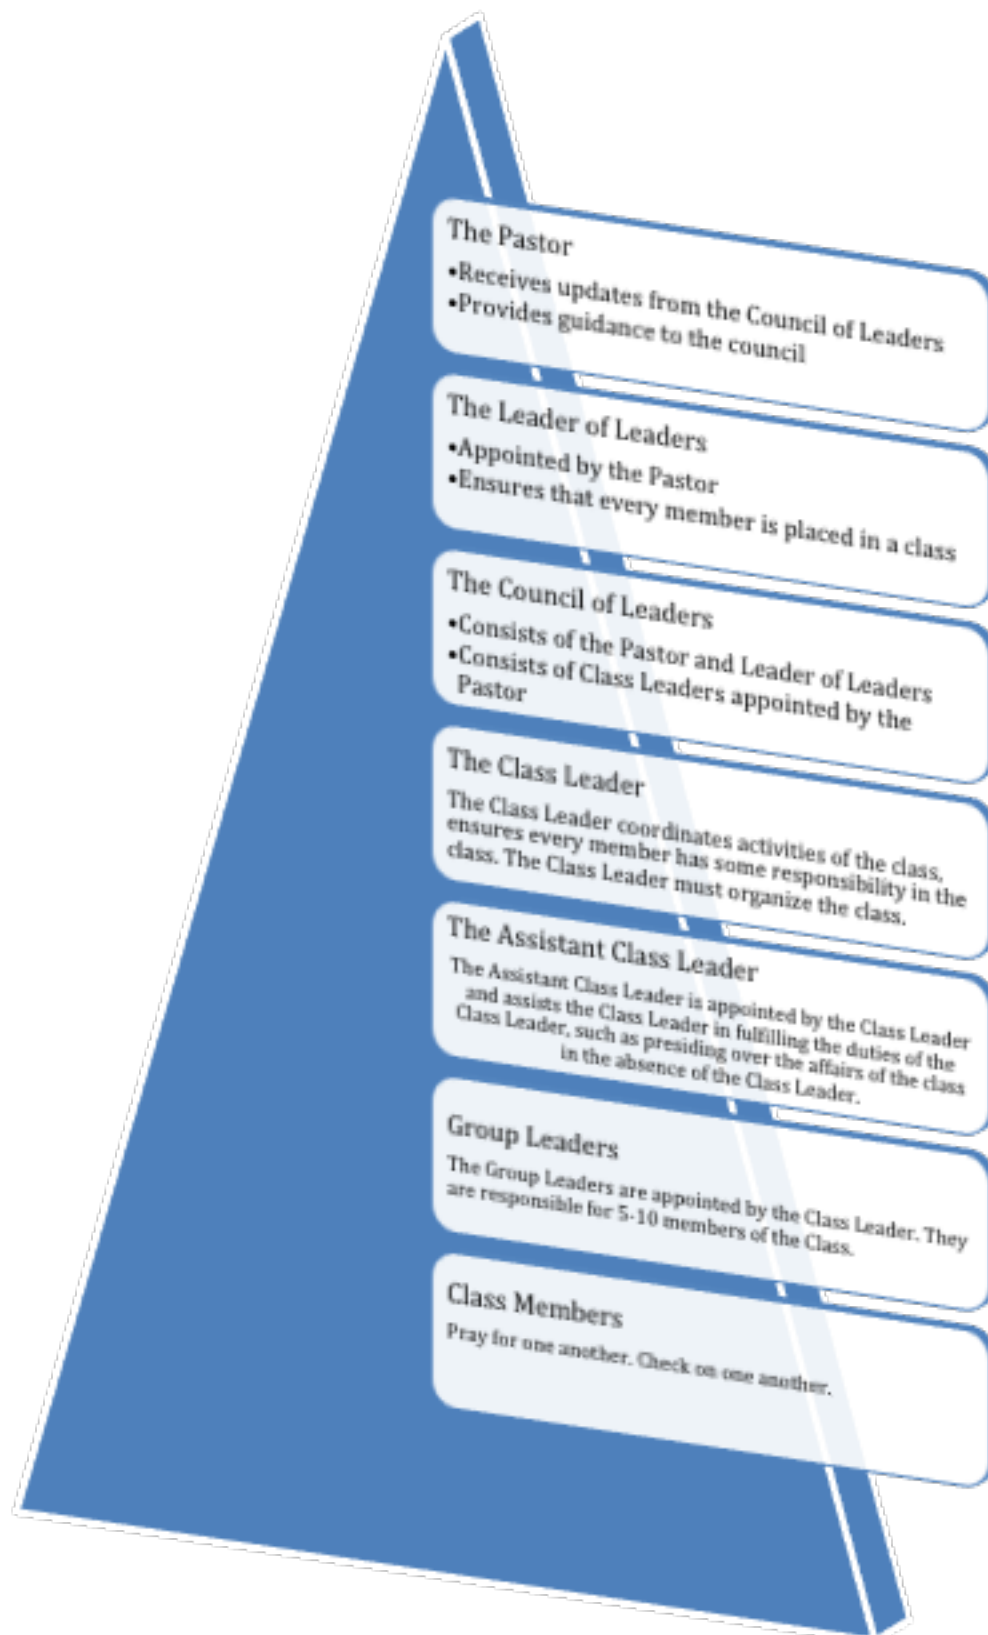 The Pastor
•Receives updates from the Council of Leaders
•Provides guidance to the council
The Leader of Leaders
•Appointed by the Pastor
•Ensures that every member is placed in a class
The Council of Leaders
•Consists of the Pastor and Leader of Leaders
•Consists of Class Leaders appointed by the
Pastor
The Class Leader
The Class Leader coordinates activities of the class,
ensures every member has some responsibility in the
class. The Class Leader must organize the class.
The Assistant Class Leader
The Assistant Class Leader is appointed by the Class Leader
and assists the Class Leader in fulfilling the duties of the
Class Leader, such as presiding over the affairs of the class
in the absence of the Class Leader.
Group Leaders
The Group Leaders are appointed by the Class Leader. They
are responsible for 5-10 members of the Class.
Class Members
Pray for one another. Check on one another.